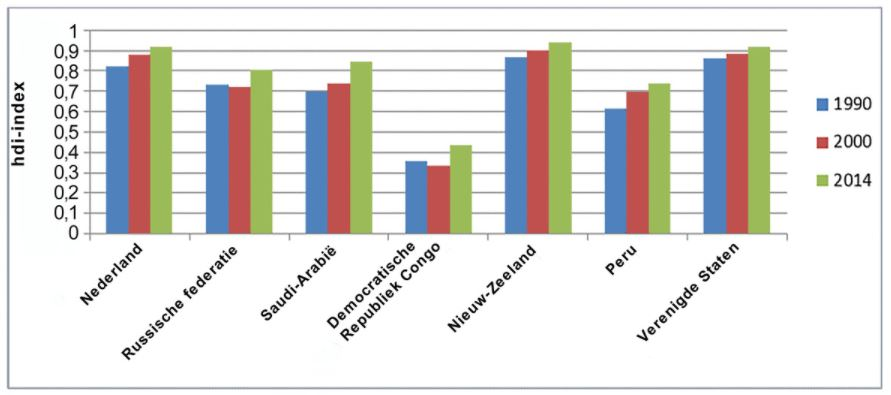 hdi-index
1
0,9
0,8
0,7
0,6
0,5
0,4
0,3
0,2
0,1
0
Nederland
Russische federatie
Saudi-Arabië
Democratische
Republiek Congo
Nieuw-Zeeland
Peru
Verenigde Staten
1990
2000
2014